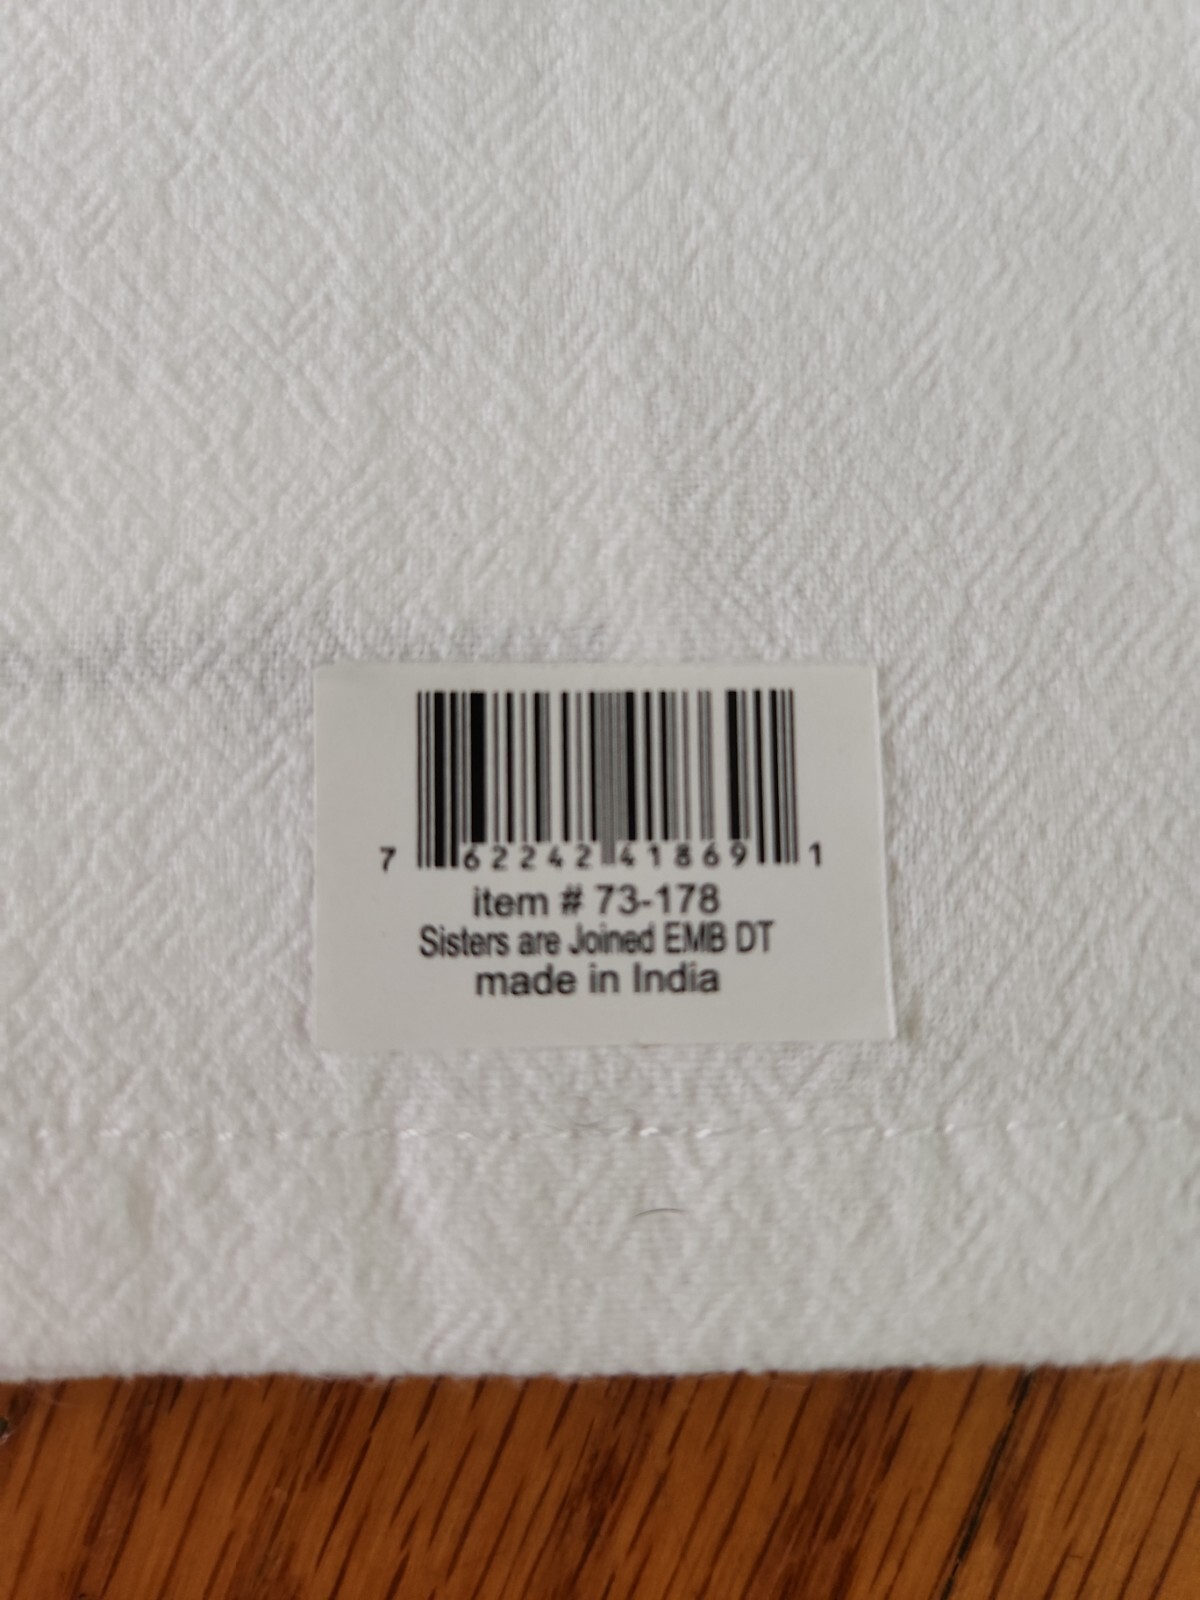 7 62242 41869 1
item # 73-178
Sisters are Joined EMB DT
made in India